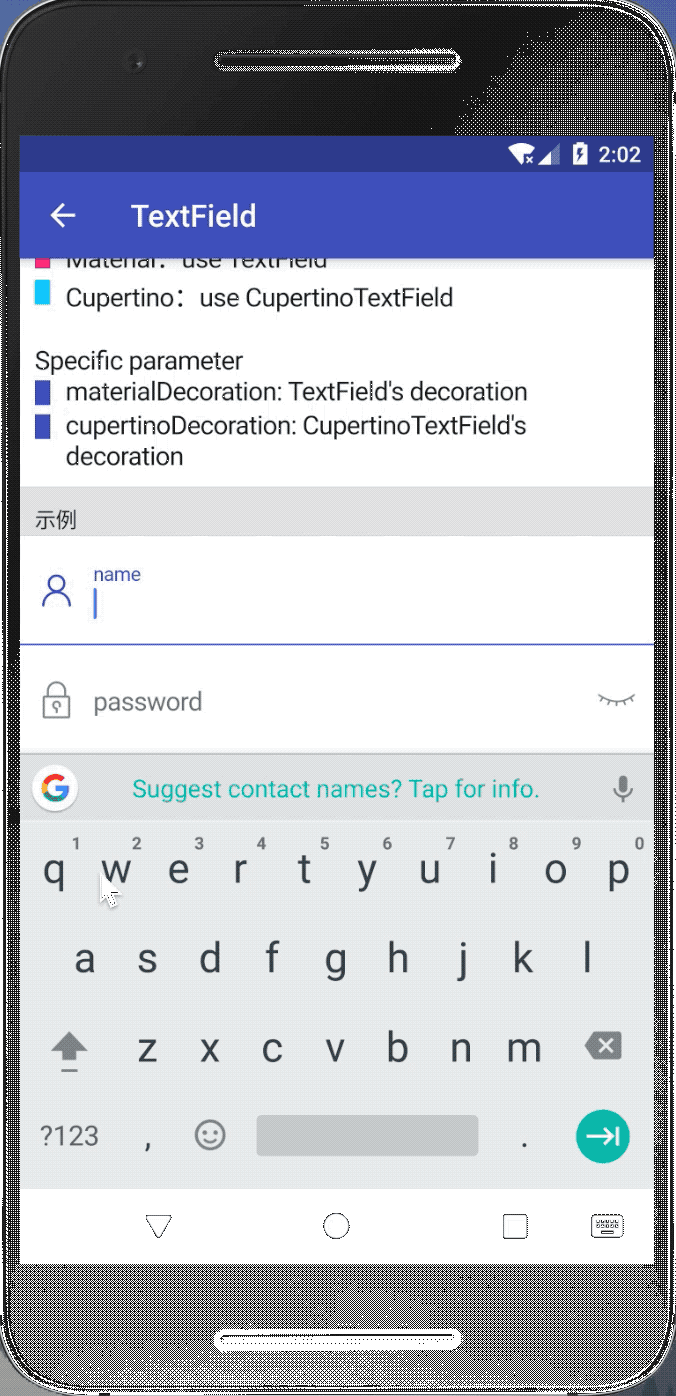 2:02
TextField
Material：use TextField
Cupertino：use CupertinoTextField
Specific parameter
materialDecoration: TextField's decoration
cupertinoDecoration: CupertinoTextField's
decoration
示例
name
password
Suggest contact names? Tap for info.
1 2 3 4 5 6 7 8 9 0
q w e r t y u i o p
a s d f g h j k l
z x c v b n m
?123 , .